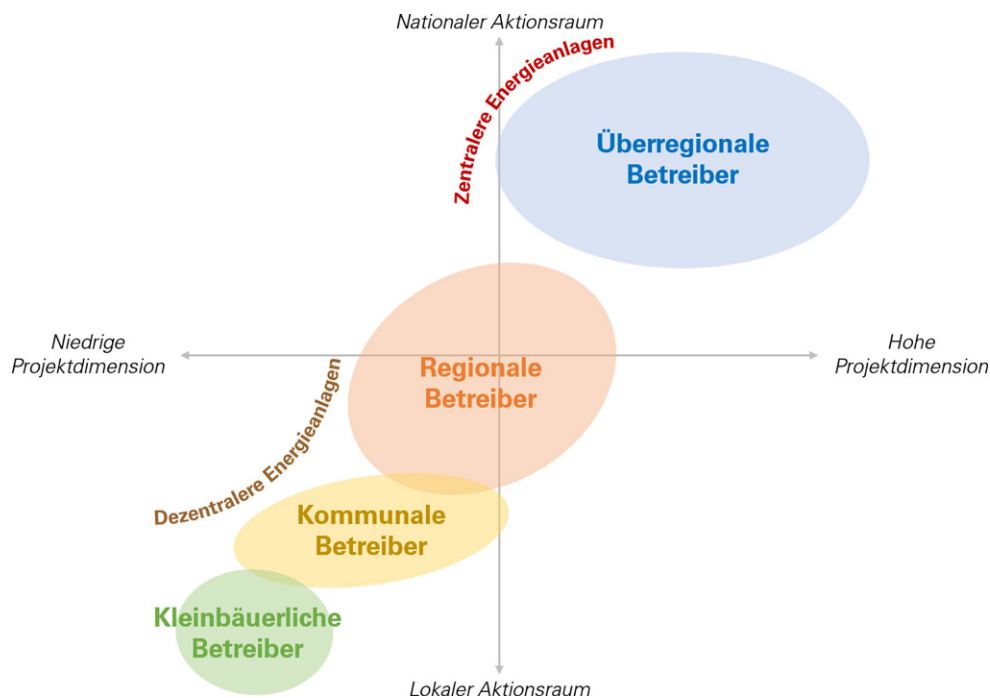 Nationaler Aktionsraum
Zentralere Energieanlagen
Überregionale
Betreiber
Niedrige
Projektdimension
Hohe
Projektdimension
Regionale
Betreiber
Dezentralere Energieanlagen
Kommunale
Betreiber
Kleinbäuerliche
Betreiber
Lokaler Aktionsraum